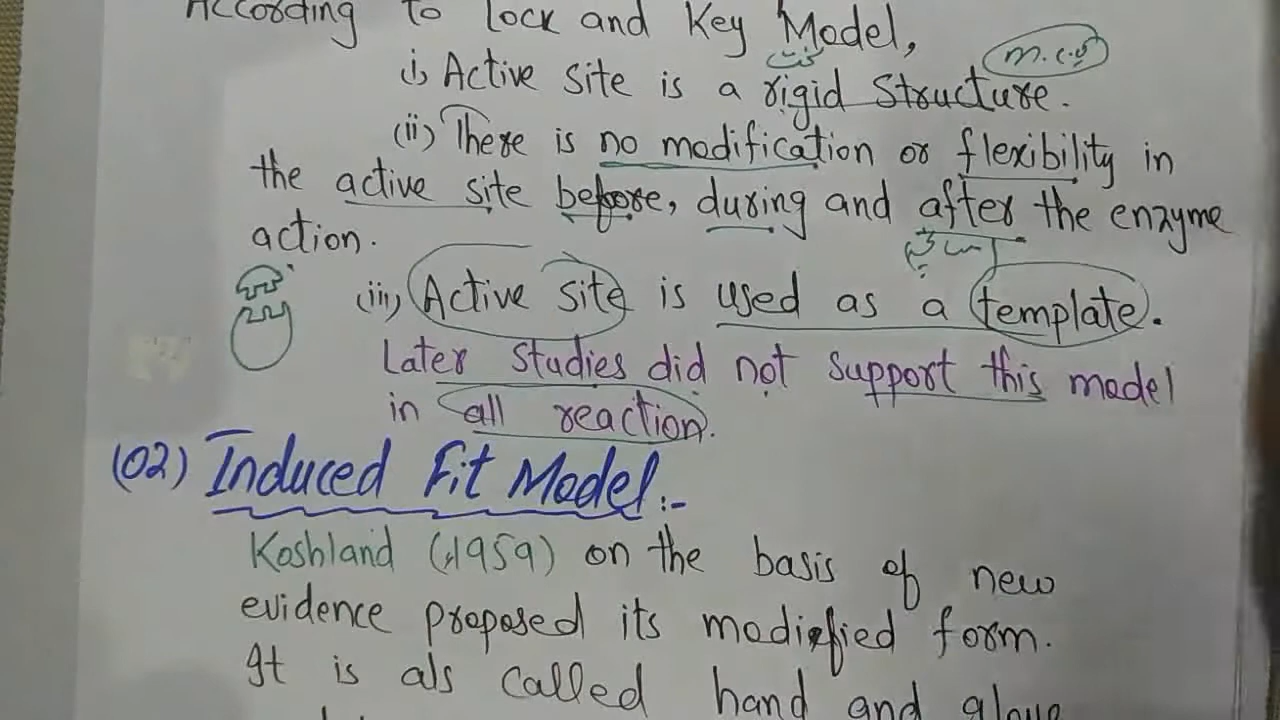 According to Lock and Key Model,
i) Active site is a rigid Structure.
(ii) There is no modification or flexibility in
the active site before, during and after the enzyme
action.
(iii) Active site is used as a template.
Later studies did not support this model
in all reaction.
(02) Induced Fit Model:-
Koshland (1959) on the basis of new
evidence proposed its modified form.
It is als called hand and glove